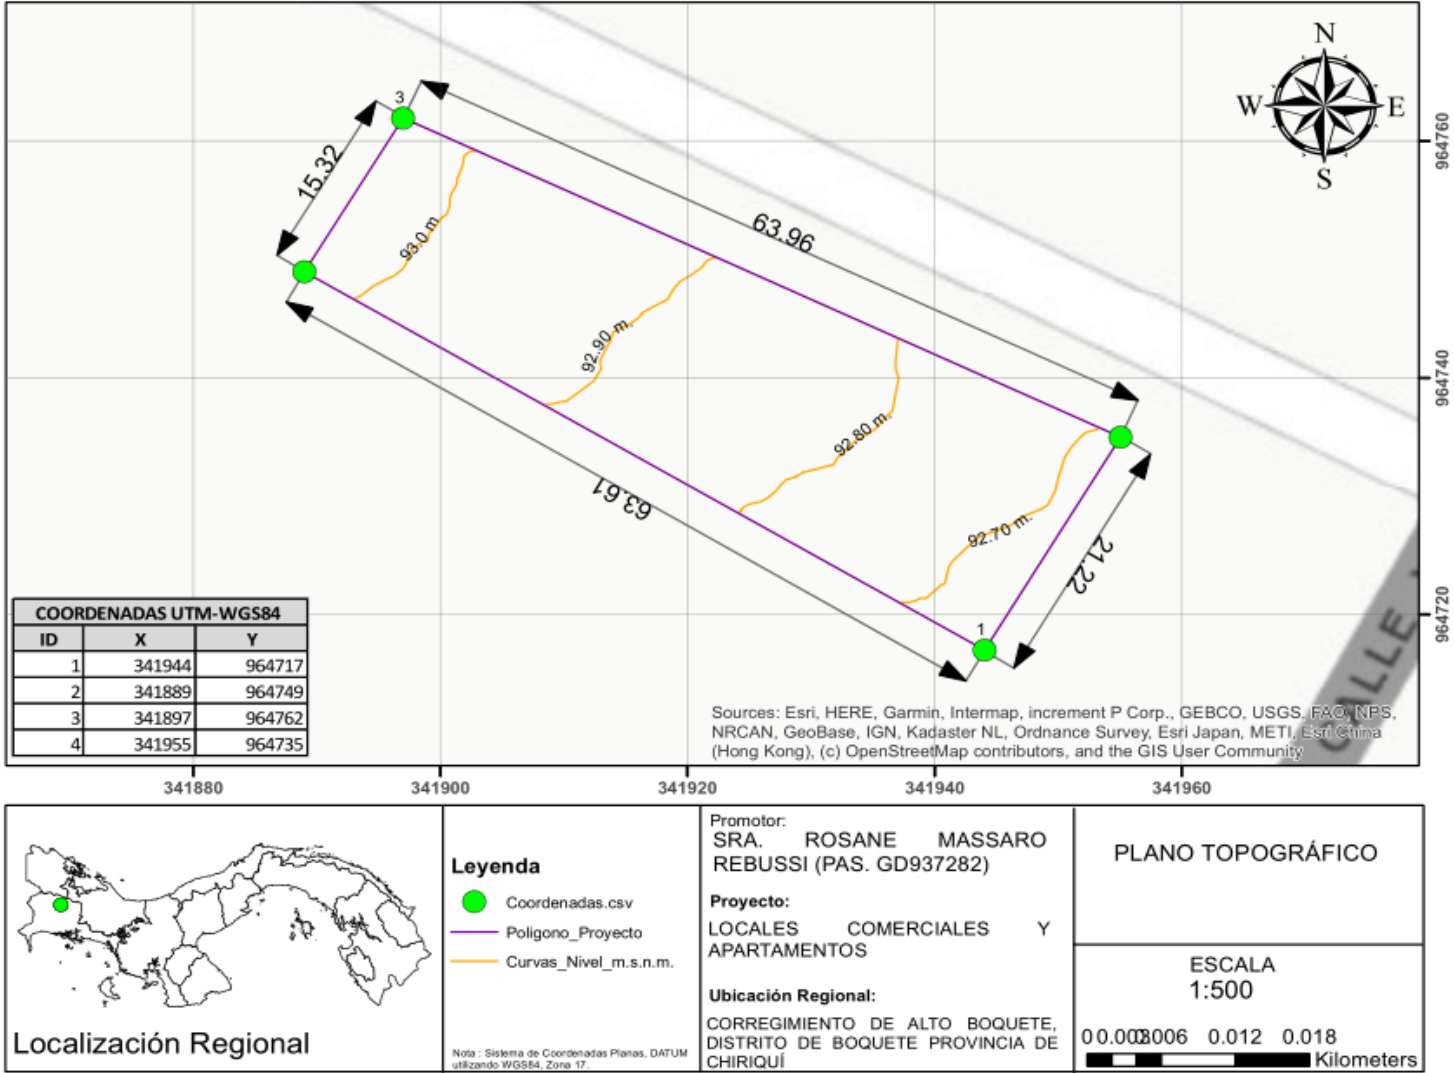 N
W E
S
3
15.32
63.96
93.0 m
92.90 m.
92.80 m.
92.70 m.
63.61
21.22
1
964760
964740
964720
CALLE
COORDENADAS UTM-WGS84
ID X Y
1 341944 964717
2 341889 964749
3 341897 964762
4 341955 964735
Sources: Esri, HERE, Garmin, Intermap, increment P Corp., GEBCO, USGS, FAO, NPS,
NRCAN, GeoBase, IGN, Kadaster NL, Ordnance Survey, Esri Japan, METI, Esri China
(Hong Kong), (c) OpenStreetMap contributors, and the GIS User Community
341880 341900 341920 341940 341960
Localización Regional
Leyenda
Coordenadas.csv
Poligono_Proyecto
Curvas_Nivel_m.s.n.m.
Nota : Sistema de Coordenadas Planas, DATUM
utilizando WGS84, Zona 17.
Promotor:
SRA. ROSANE MASSARO
REBUSSI (PAS. GD937282)
Proyecto:
LOCALES COMERCIALES Y
APARTAMENTOS
Ubicación Regional:
CORREGIMIENTO DE ALTO BOQUETE,
DISTRITO DE BOQUETE PROVINCIA DE
CHIRIQUÍ
PLANO TOPOGRÁFICO
ESCALA
1:500
0 0.003 0.006 0.012 0.018
Kilometers